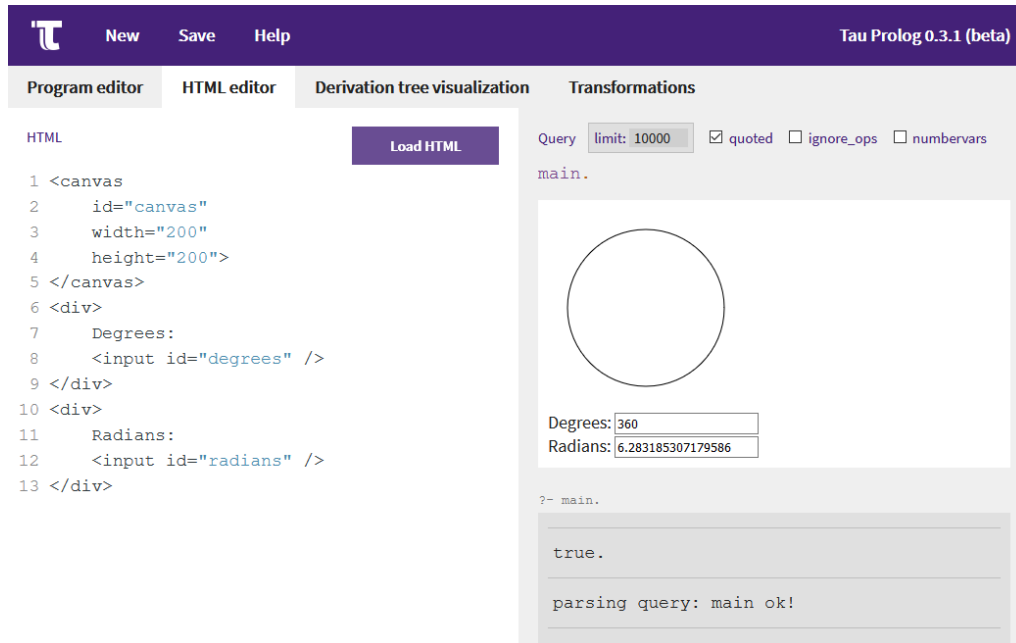 New Save Help Tau Prolog 0.3.1 (beta)
Program editor HTML editor Derivation tree visualization Transformations
HTML Load HTML
1 <canvas
2 id="canvas"
3 width="200"
4 height="200">
5 </canvas>
6 <div>
7 Degrees:
8 <input id="degrees" />
9 </div>
10 <div>
11 Radians:
12 <input id="radians" />
13 </div>
Query limit: 10000 quoted ignore_ops numbervars
main.
Degrees: 360
Radians: 6.283185307179586
?- main.
true.
parsing query: main ok!